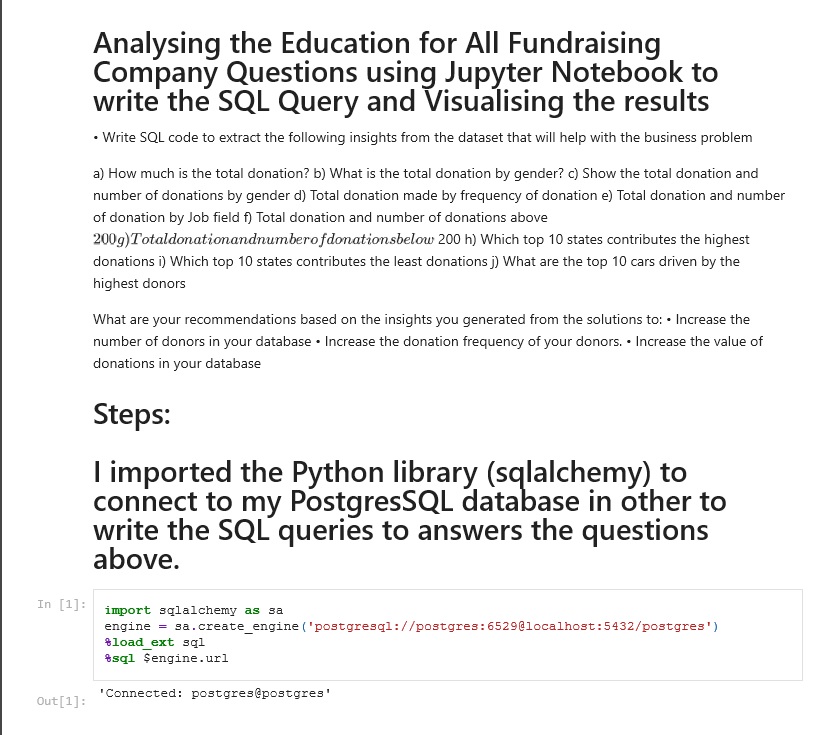 Analysing the Education for All Fundraising
Company Questions using Jupyter Notebook to
write the SQL Query and Visualising the results
• Write SQL code to extract the following insights from the dataset that will help with the business problem
a) How much is the total donation? b) What is the total donation by gender? c) Show the total donation and
number of donations by gender d) Total donation made by frequency of donation e) Total donation and number
of donation by Job field f) Total donation and number of donations above
200g)Totaldonationandnumberofdonationsbelow 200 h) Which top 10 states contributes the highest
donations i) Which top 10 states contributes the least donations j) What are the top 10 cars driven by the
highest donors
What are your recommendations based on the insights you generated from the solutions to: • Increase the
number of donors in your database • Increase the donation frequency of your donors. • Increase the value of
donations in your database
Steps:
I imported the Python library (sqlalchemy) to
connect to my PostgresSQL database in other to
write the SQL queries to answers the questions
above.
In [1]:
import sqlalchemy as sa
engine = sa.create_engine('postgresql://postgres:6529@localhost:5432/postgres')
%load_ext sql
%sql $engine.url
Out[1]:
'Connected: postgres@postgres'